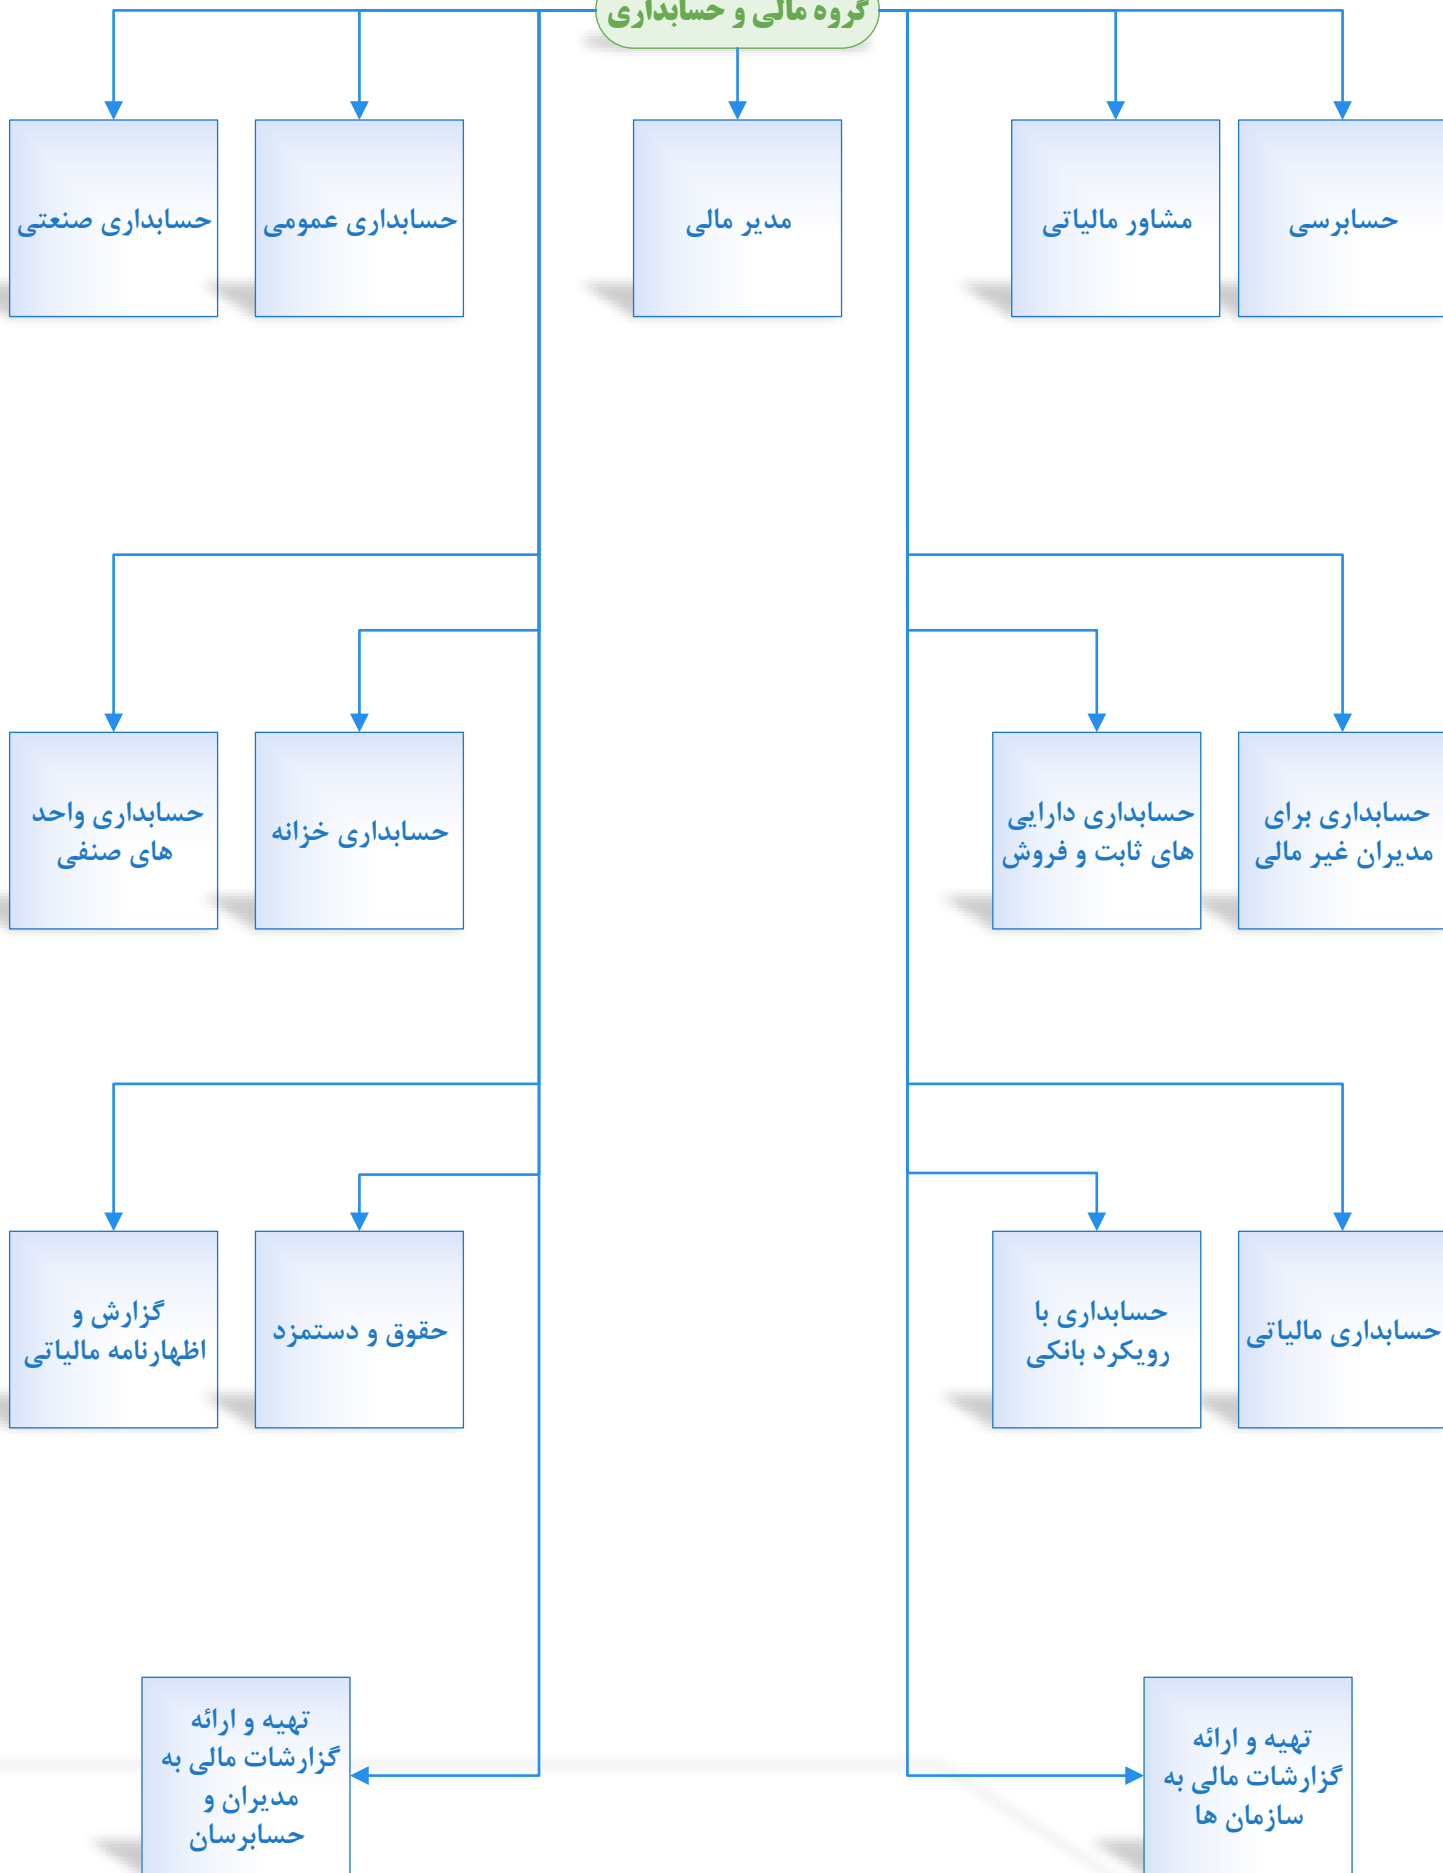 گروه مالی و حسابداری
حسابرسی
مشاور مالیاتی
مدیر مالی
حسابداری عمومی
حسابداری صنعتی
حسابداری برای
مدیران غیر مالی
حسابداری دارایی
های ثابت و فروش
حسابداری خزانه
حسابداری واحد
های صنفی
حسابداری مالیاتی
حسابداری با
رویکرد بانکی
حقوق و دستمزد
گزارش و
اظهارنامه مالیاتی
تهیه و ارائه
گزارشات مالی به
سازمان ها
تهیه و ارائه
گزارشات مالی به
مدیران و
حسابرسان